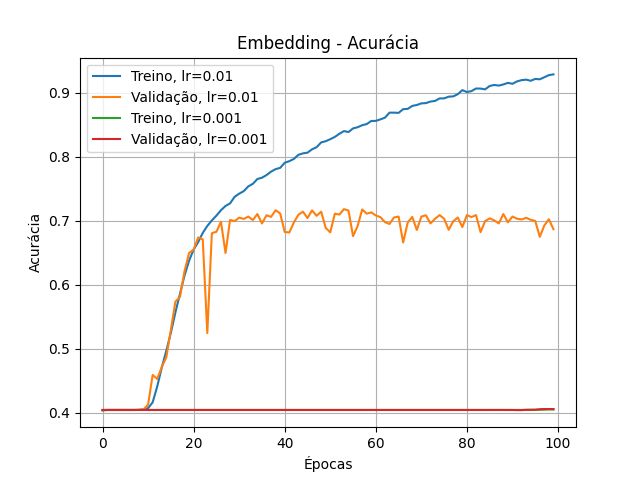 Embedding - Acurácia
Treino, lr=0.01
Validação, lr=0.01
Treino, lr=0.001
Validação, lr=0.001
Acurácia
0.9
0.8
0.7
0.6
0.5
0.4
0
20
40
60
80
100
Épocas